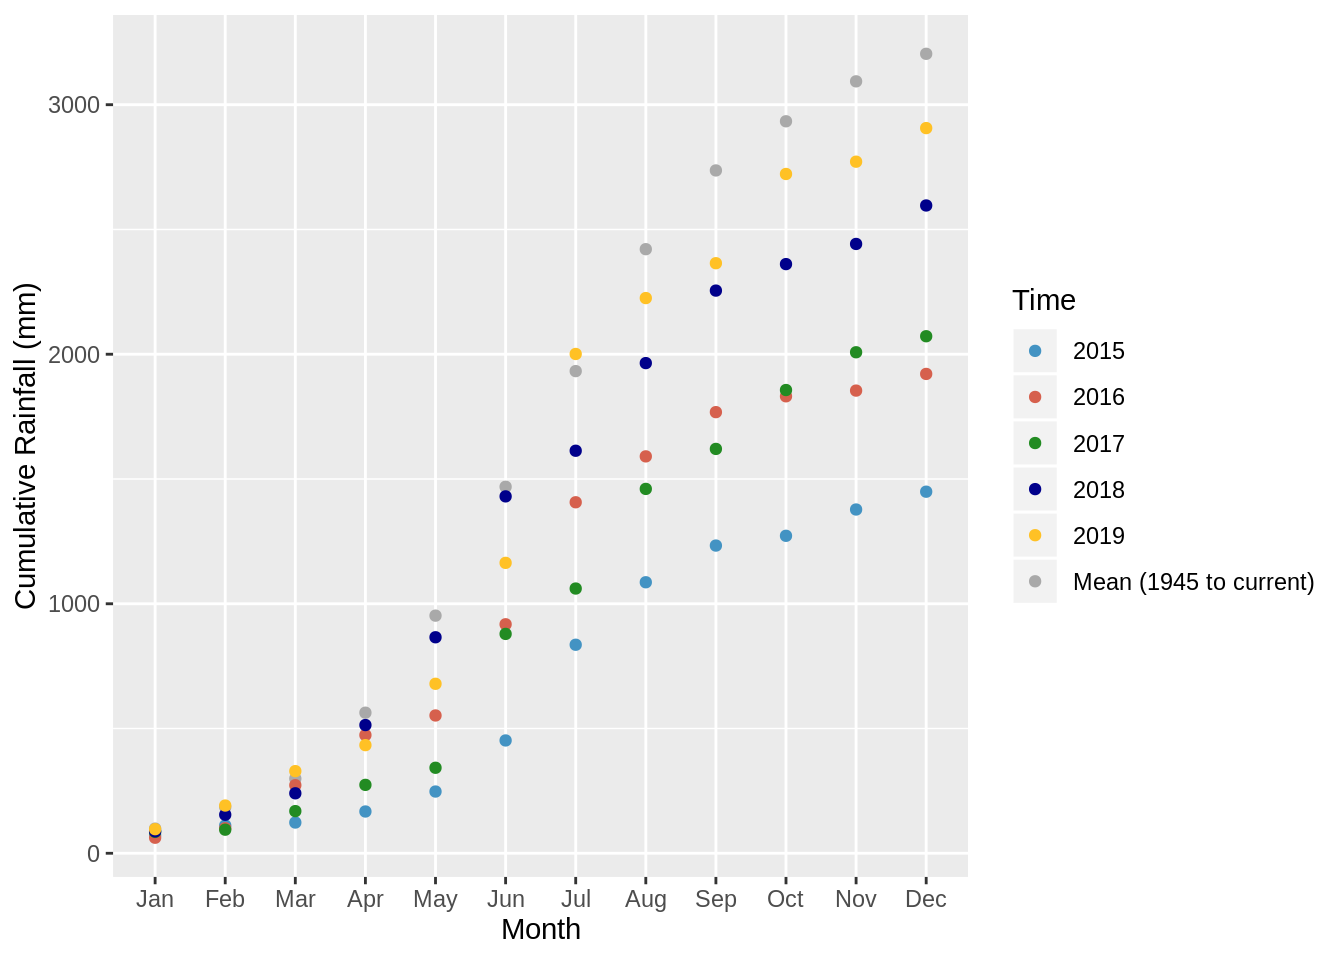 Cumulative Rainfall (mm)
3000
2000
1000
0
Jan Feb Mar Apr May Jun Jul Aug Sep Oct Nov Dec
Month
Time
2015
2016
2017
2018
2019
Mean (1945 to current)